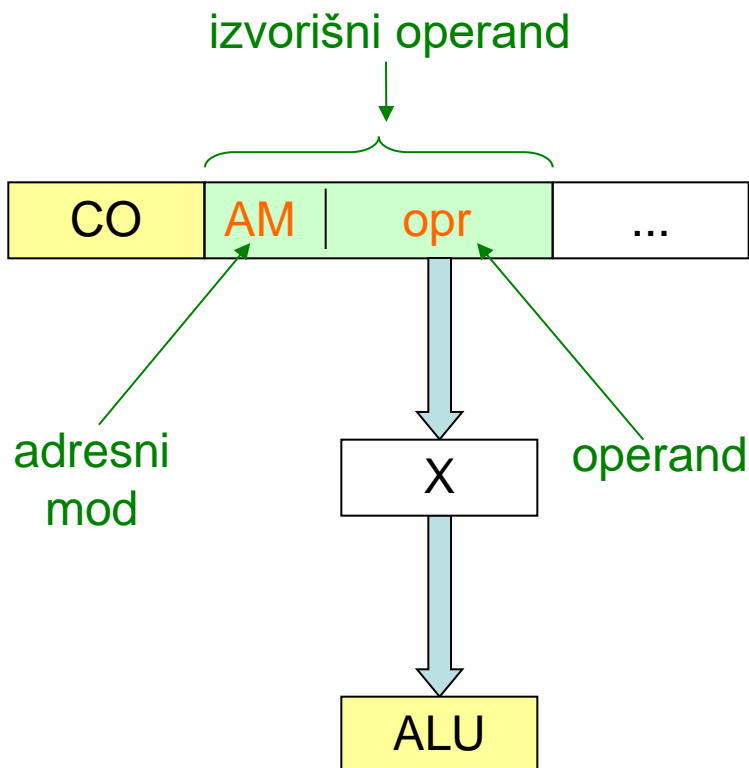 izvorišni operand
CO AM opr ...
adresni
mod
operand
X
ALU